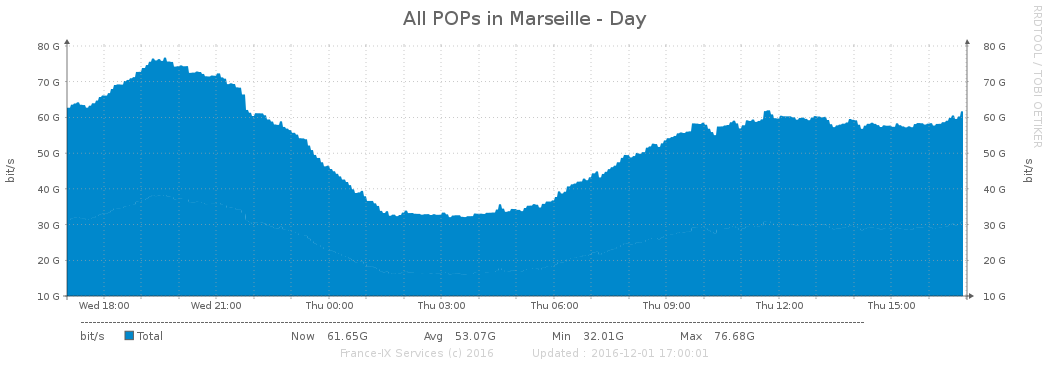 All POPs in Marseille - Day
RRDTOOL / TOBI OETIKER
80 G 80 G
70 G 70 G
60 G 60 G
50 G 50 G
bit/s bit/s
40 G 40 G
30 G 30 G
20 G 20 G
10 G 10 G
Wed 18:00 Wed 21:00 Thu 00:00 Thu 03:00 Thu 06:00 Thu 09:00 Thu 12:00 Thu 15:00
bit/s Total Now 61.65G Avg 53.07G Min 32.01G Max 76.68G
France-IX Services (c) 2016 Updated : 2016-12-01 17:00:01